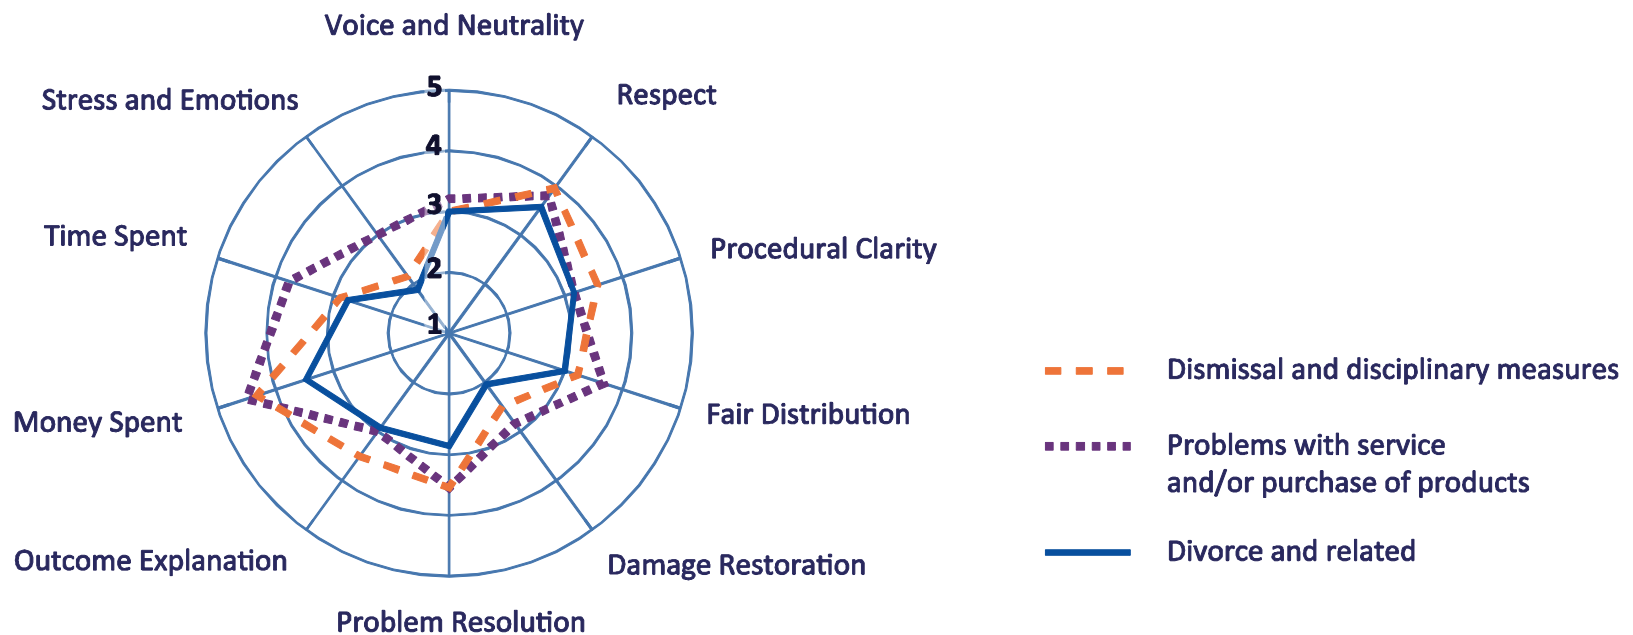 Voice and Neutrality
Respect
Procedural Clarity
Fair Distribution
Damage Restoration
Problem Resolution
Outcome Explanation
Money Spent
Time Spent
Stress and Emotions
5
4
3
2
1
Dismissal and disciplinary measures
Problems with service
and/or purchase of products
Divorce and related